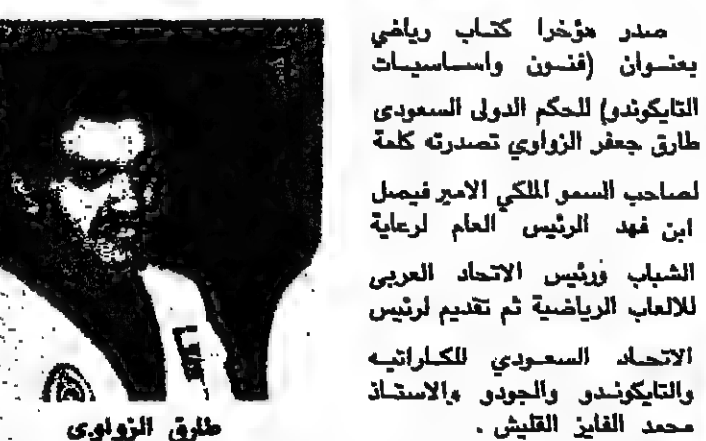 صدر مؤخرا كتاب رياضي
بعنوان (فنون واساسيات
التايكوندو) للحكم الدولى السعودى
طارق جعفر الزواوي تصدرته كلمة
لصاحب السمو الملكي الامير فيصل
ابن فهد الرئيس العام لرعاية
الشباب ورئيس الاتحاد العربى
للالعاب الرياضية ثم تقديم لرئيس
الاتحاد السعودي للكاراتيه
والتايكوندو والجودو والاستاذ
محمد الفايز القليش .
طارق الزواوى